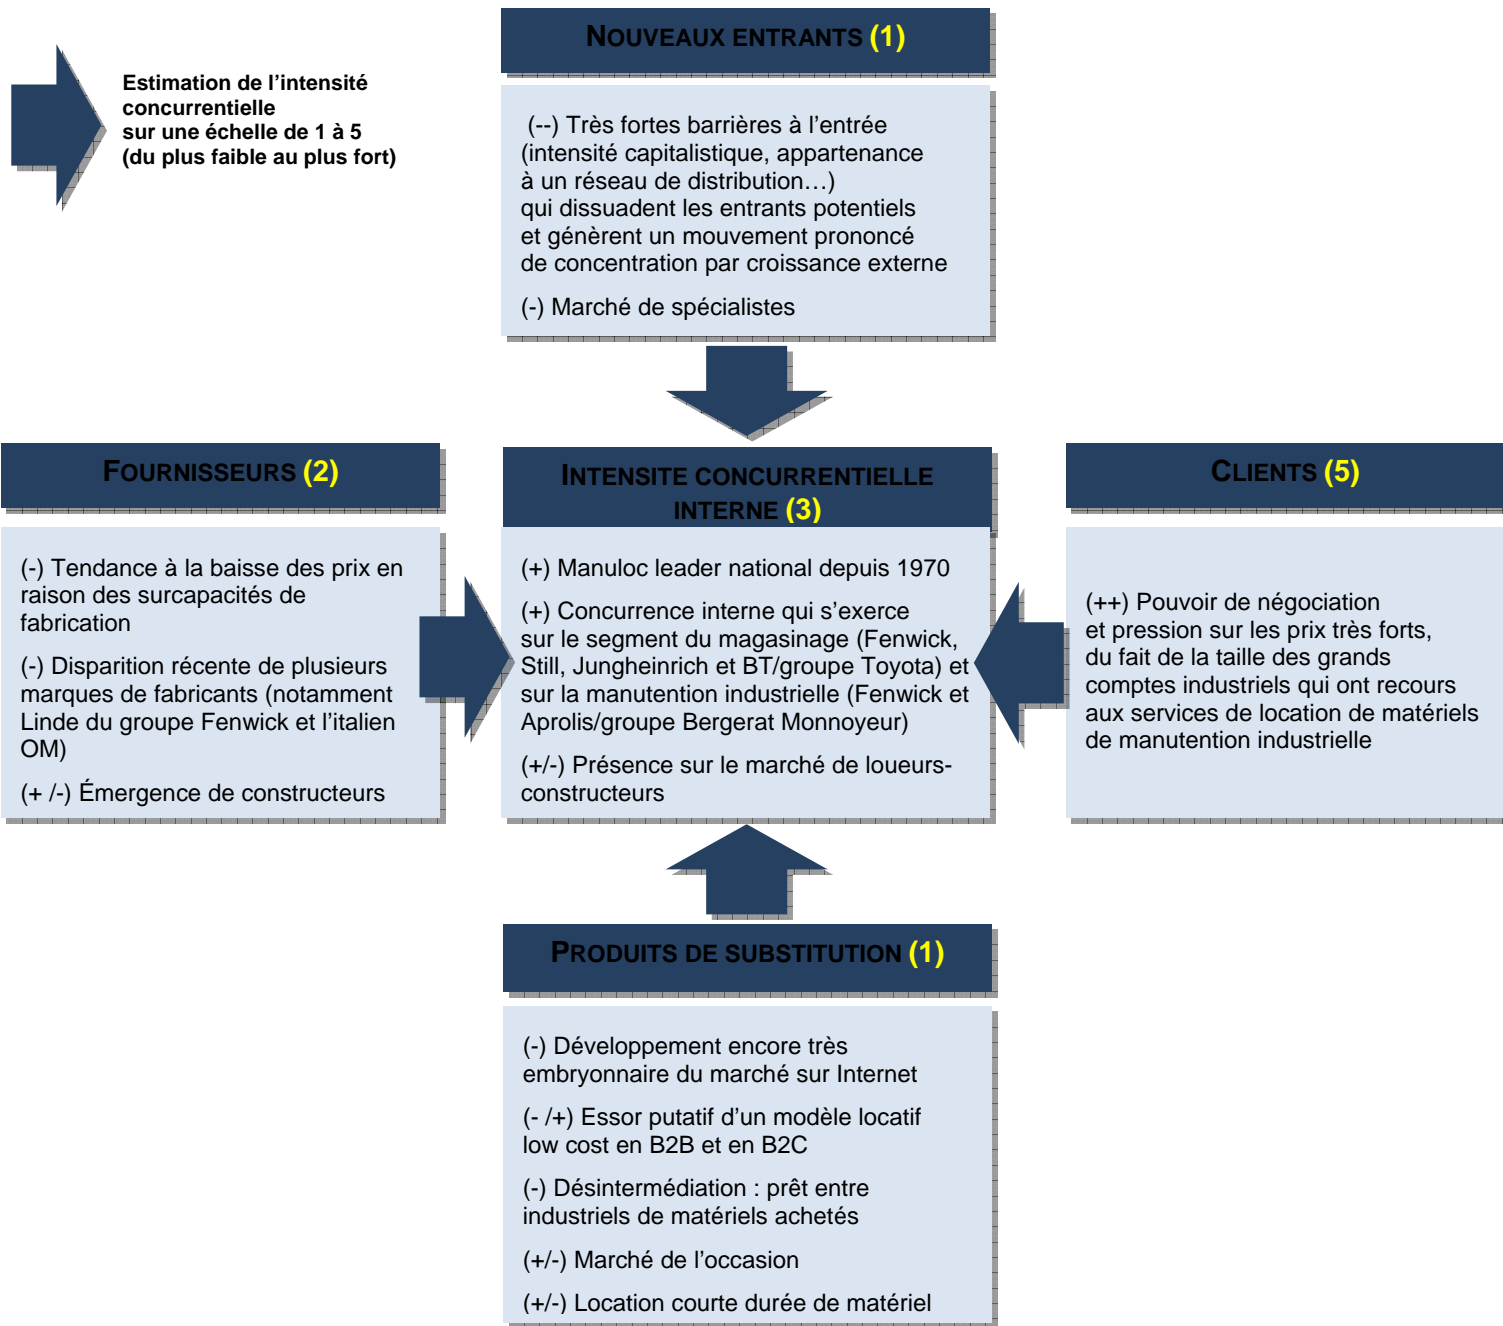 Estimation de l’intensité
concurrentielle
sur une échelle de 1 à 5
(du plus faible au plus fort)
NOUVEAUX ENTRANTS (1)
(--) Très fortes barrières à l’entrée
(intensité capitalistique, appartenance
à un réseau de distribution…)
qui dissuadent les entrants potentiels
et génèrent un mouvement prononcé
de concentration par croissance externe
(-) Marché de spécialistes
FOURNISSEURS (2)
(-) Tendance à la baisse des prix en
raison des surcapacités de
fabrication
(-) Disparition récente de plusieurs
marques de fabricants (notamment
Linde du groupe Fenwick et l’italien
OM)
(+ /-) Émergence de constructeurs
INTENSITE CONCURRENTIELLE
INTERNE (3)
(+) Manuloc leader national depuis 1970
(+) Concurrence interne qui s’exerce
sur le segment du magasinage (Fenwick,
Still, Jungheinrich et BT/groupe Toyota) et
sur la manutention industrielle (Fenwick et
Aprolis/groupe Bergerat Monnoyeur)
(+/-) Présence sur le marché de loueurs-
constructeurs
CLIENTS (5)
(++) Pouvoir de négociation
et pression sur les prix très forts,
du fait de la taille des grands
comptes industriels qui ont recours
aux services de location de matériels
de manutention industrielle
PRODUITS DE SUBSTITUTION (1)
(-) Développement encore très
embryonnaire du marché sur Internet
(- /+) Essor putatif d’un modèle locatif
low cost en B2B et en B2C
(-) Désintermédiation : prêt entre
industriels de matériels achetés
(+/-) Marché de l’occasion
(+/-) Location courte durée de matériel